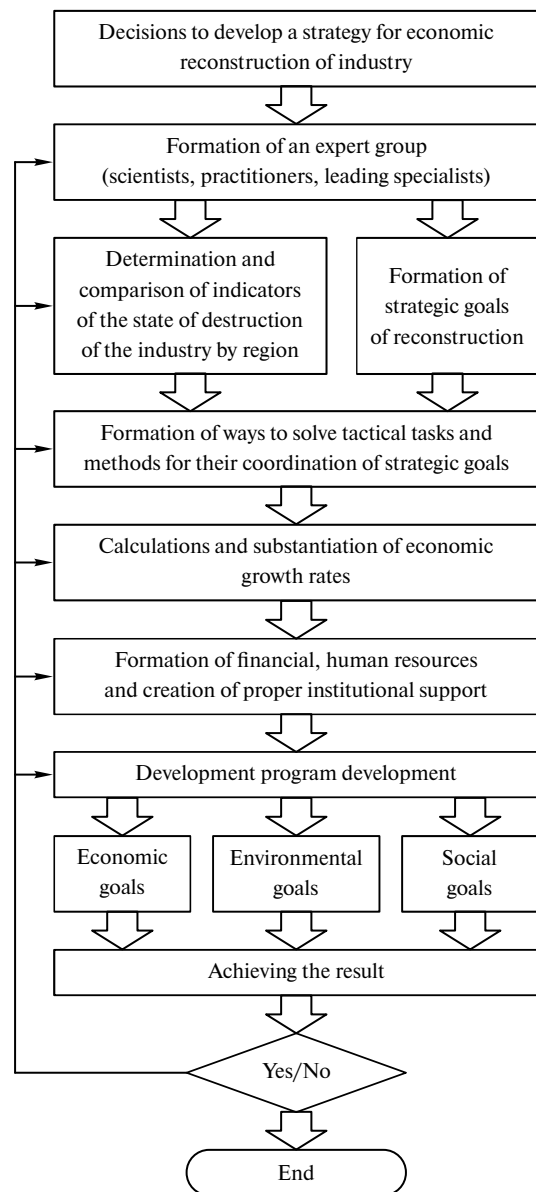 Decisions to develop a strategy for economic
reconstruction of industry
Formation of an expert group
(scientists, practitioners, leading specialists)
Determination and
comparison of indicators
of the state of destruction
of the industry by region
Formation of
strategic goals
of reconstruction
Formation of ways to solve tactical tasks and
methods for their coordination of strategic goals
Calculations and substantiation of economic
growth rates
Formation of financial, human resources
and creation of proper institutional support
Development program development
Economic
goals
Environmental
goals
Social
goals
Achieving the result
Yes/No
End